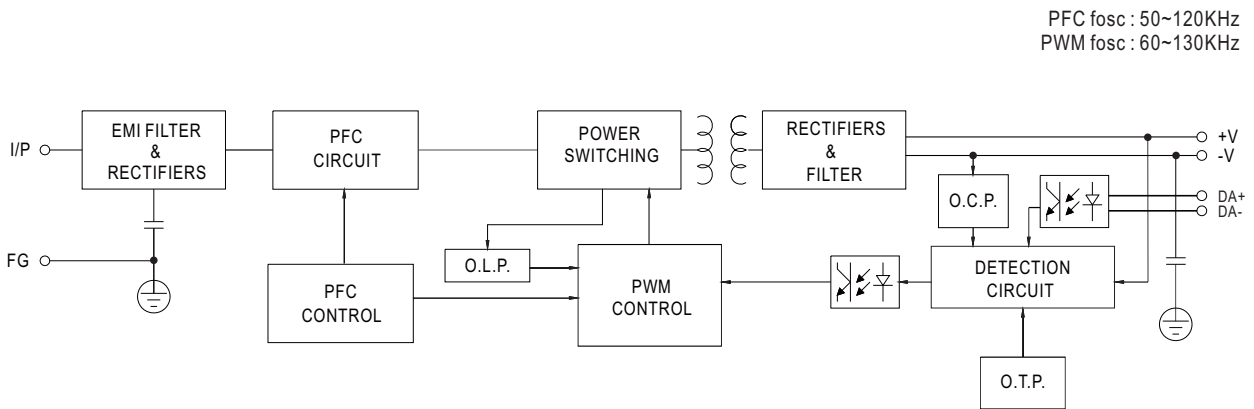 PFC fosc : 50~120KHz
PWM fosc : 60~130KHz
I/P
EMI FILTER
&
RECTIFIERS
PFC
CIRCUIT
POWER
SWITCHING
RECTIFIERS
&
FILTER
+V
-V
DA+
DA-
O.C.P.
FG
O.L.P.
PFC
CONTROL
PWM
CONTROL
DETECTION
CIRCUIT
O.T.P.